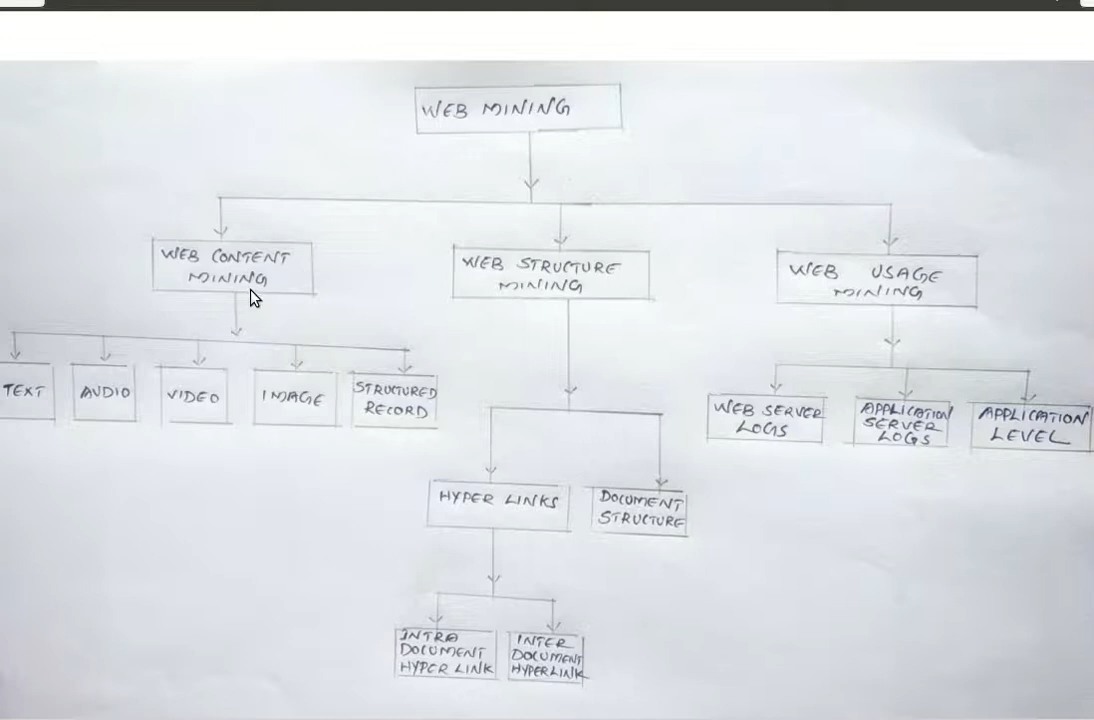 WEB MINING
WEB CONTENT
MINING
WEB STRUCTURE
MINING
WEB USAGE
MINING
TEXT
AUDIO
VIDEO
IMAGE
STRUCTURED
RECORD
WEB SERVER
LOGS
APPLICATION
SERVER
LOGS
APPLICATION
LEVEL
HYPER LINKS
DOCUMENT
STRUCTURE
INTRA
DOCUMENT
HYPER LINK
INTER
DOCUMENT
HYPERLINK